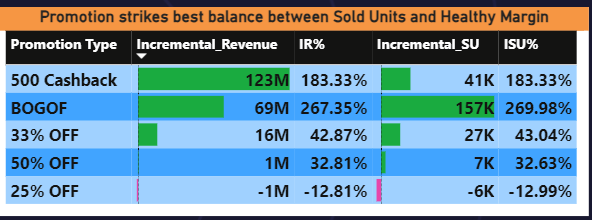 Promotion strikes best balance between Sold Units and Healthy Margin
Promotion Type Incremental_Revenue IR% Incremental_SU ISU%
500 Cashback 123M 183.33% 41K 183.33%
BOGOF 69M 267.35% 157K 269.98%
33% OFF 16M 42.87% 27K 43.04%
50% OFF 1M 32.81% 7K 32.63%
25% OFF -1M -12.81% -6K -12.99%